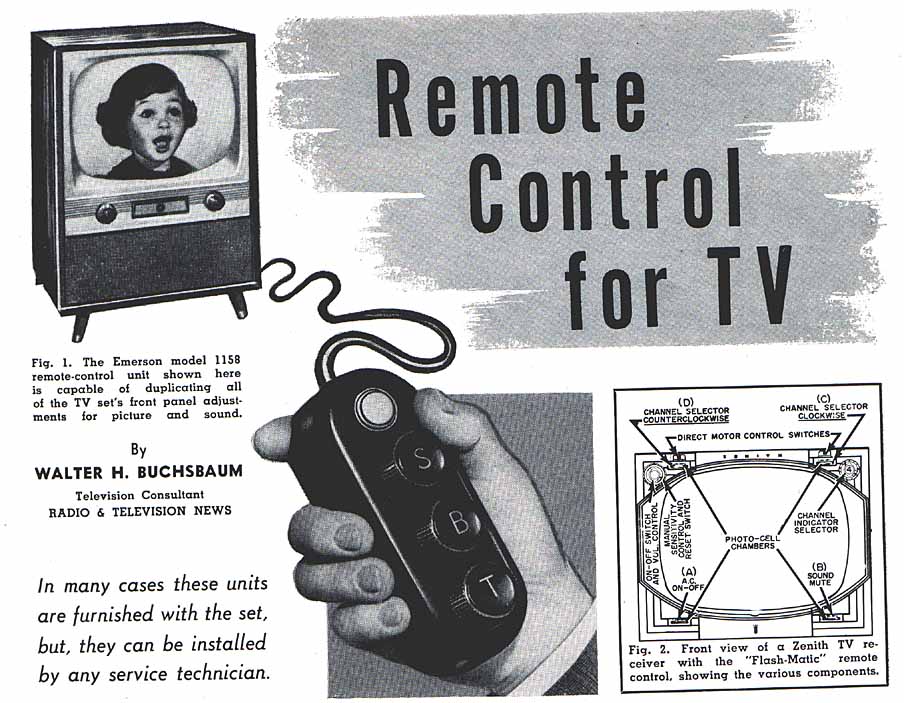 Remote
Control
for TV
Fig. 1. The Emerson model 1158
remote-control unit shown here
is capable of duplicating all
of the TV set's front panel adjust-
ments for picture and sound.
By
WALTER H. BUCHSBAUM
Television Consultant
RADIO & TELEVISION NEWS
In many cases these units
are furnished with the set,
but, they can be installed
by any service technician.
S
B
T
(D)
CHANNEL SELECTOR
COUNTERCLOCKWISE
(C)
CHANNEL SELECTOR
CLOCKWISE
DIRECT MOTOR CONTROL SWITCHES
ZENITH
4
ON-OFF SWITCH
AND VOL. CONTROL
MANUAL
SENSITIVITY
CONTROL AND
RESET SWITCH
PHOTO-CELL
CHAMBERS
CHANNEL
INDICATOR
SELECTOR
(A)
A.C.
ON-OFF
(B)
SOUND
MUTE
Fig. 2. Front view of a Zenith TV re-
ceiver with the "Flash-Matic" remote
control, showing the various components.